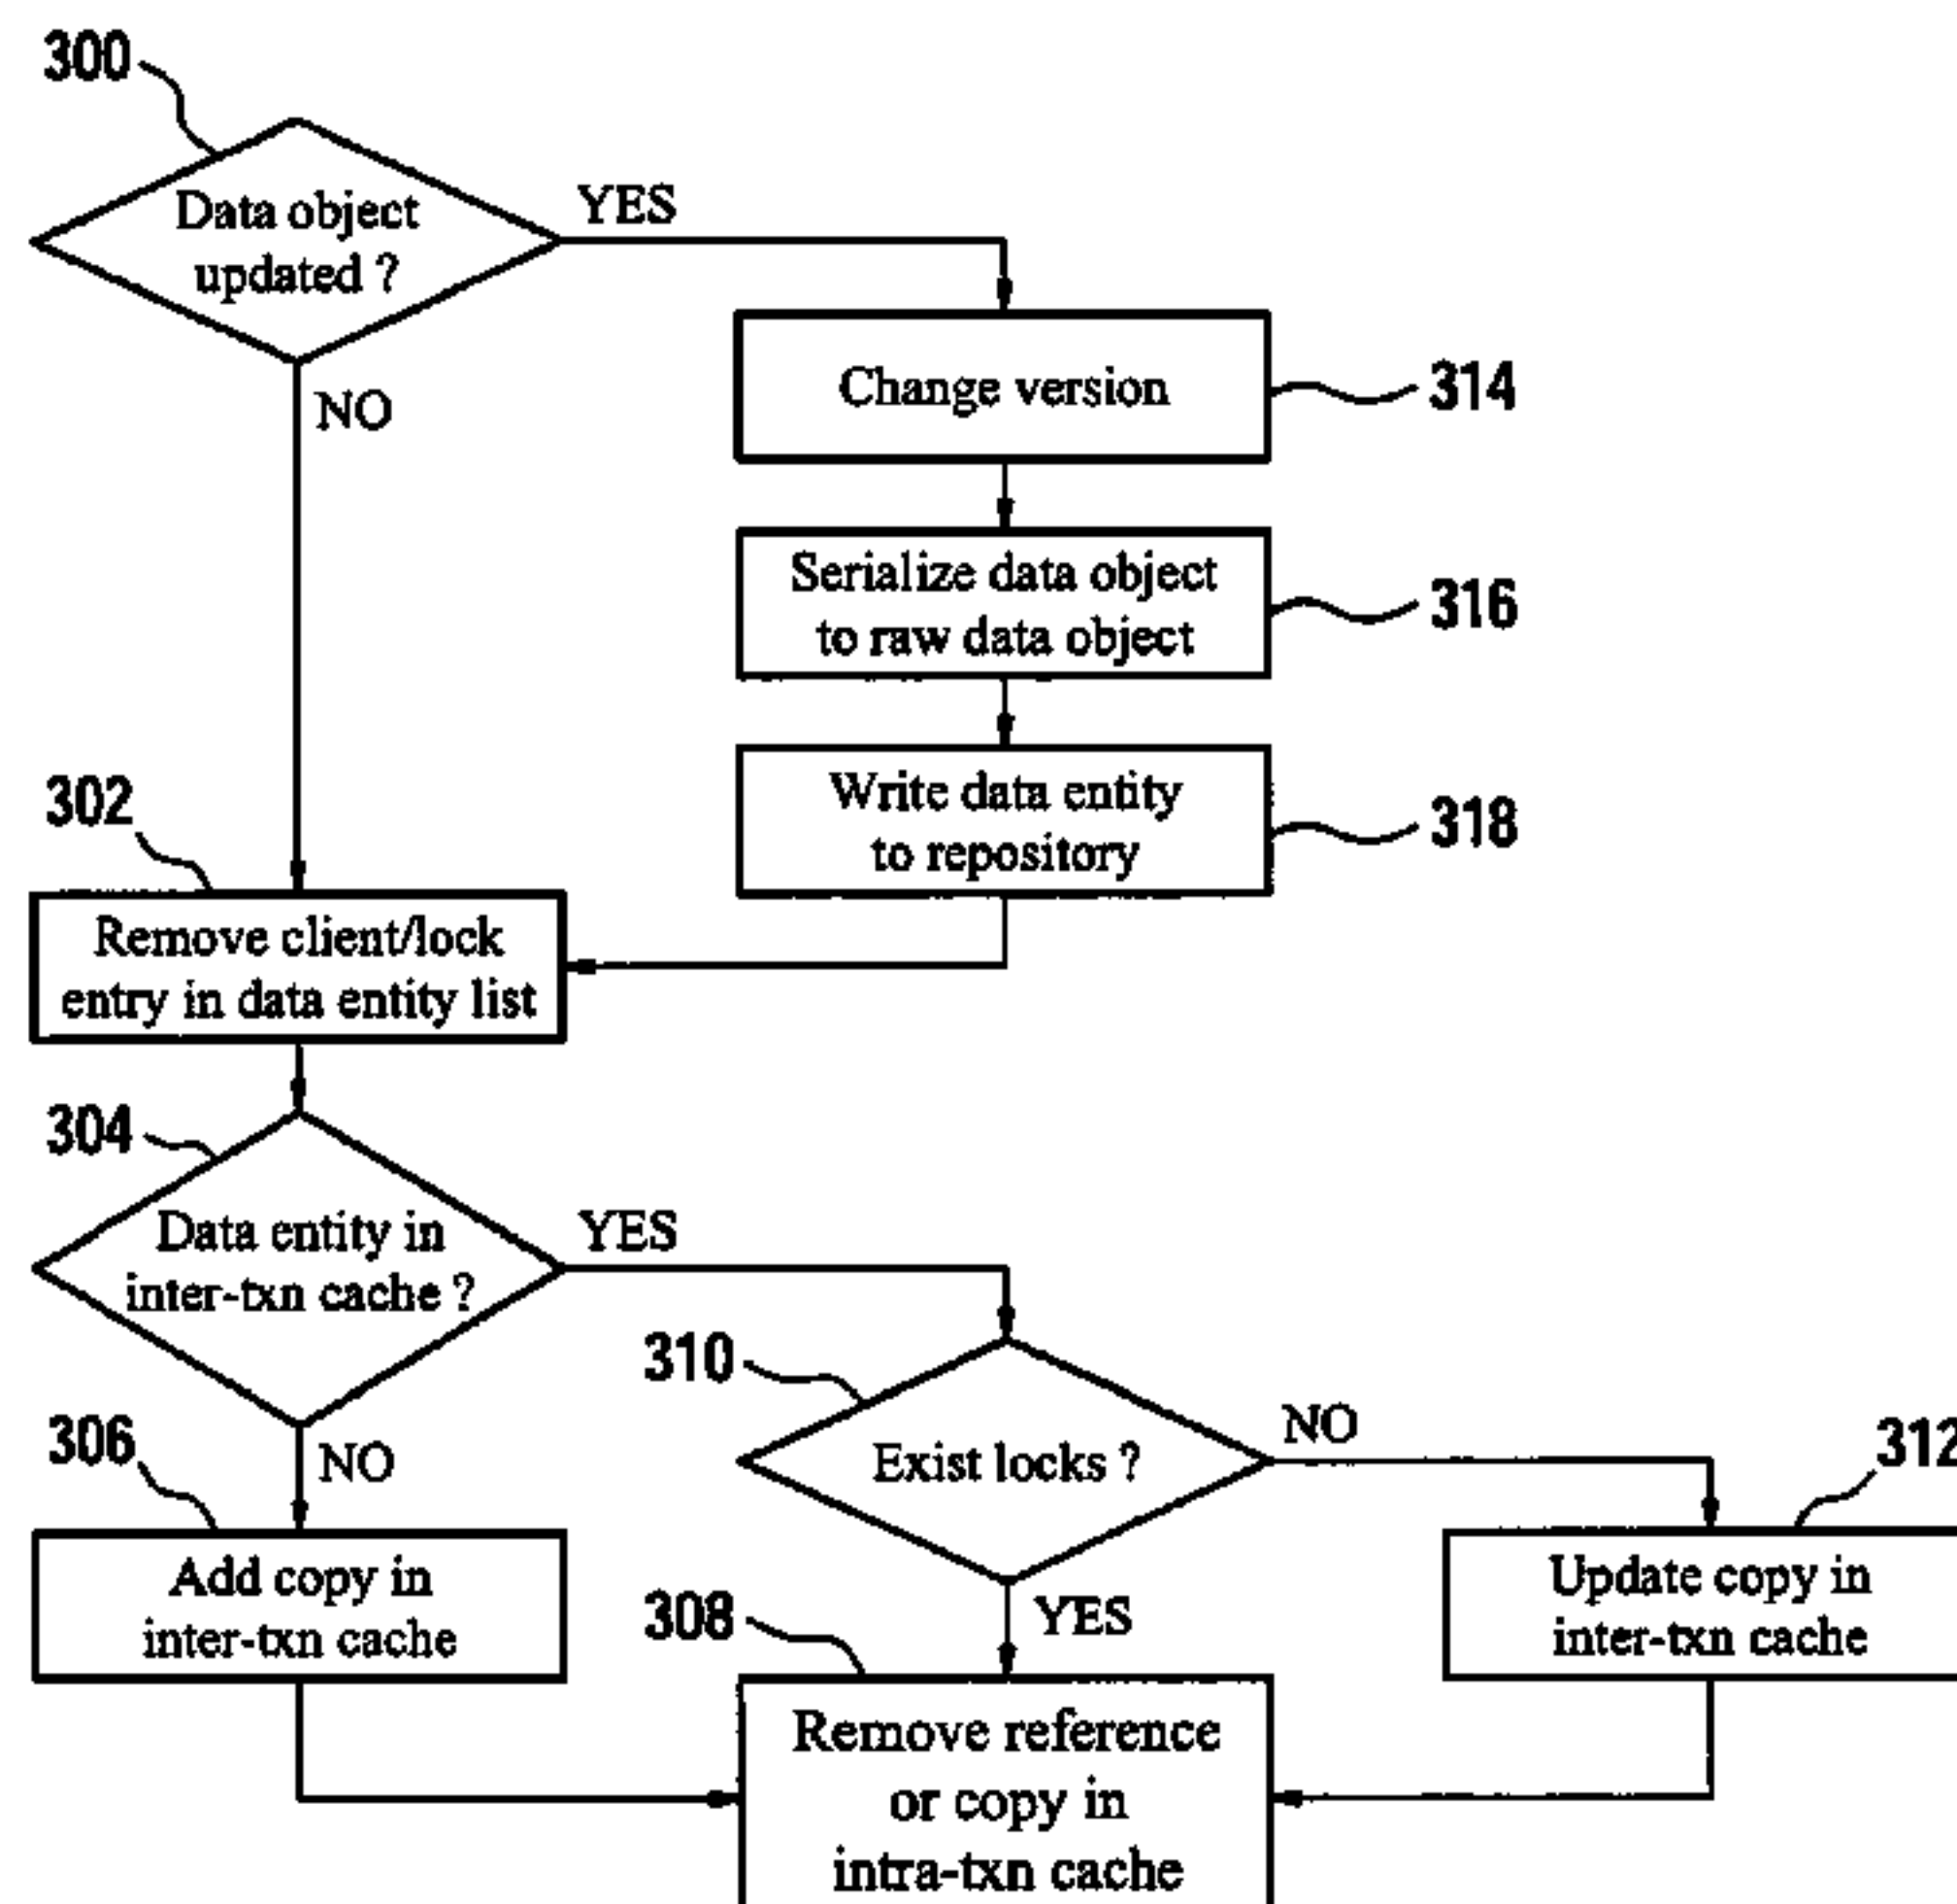 300
Data object
updated ?
YES
NO
Change version
314
Serialize data object
to raw data object
316
Write data entity
to repository
318
302
Remove client/lock
entry in data entity list
304
Data entity in
inter-txn cache ?
YES
NO
310
Exist locks ?
NO
YES
312
306
Add copy in
inter-txn cache
308
Update copy in
inter-txn cache
Remove reference
or copy in
intra-txn cache